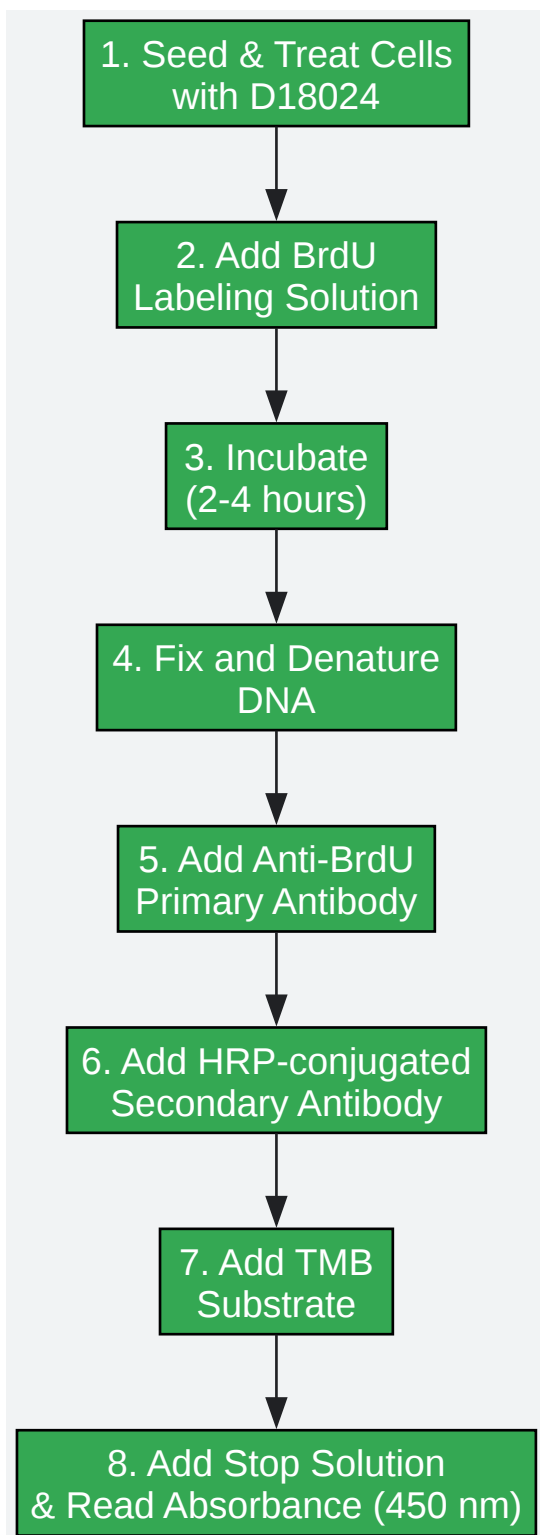 1. Seed & Treat Cells
with D18024
2. Add BrdU
Labeling Solution
3. Incubate
(2-4 hours)
4. Fix and Denature
DNA
5. Add Anti-BrdU
Primary Antibody
6. Add HRP-conjugated
Secondary Antibody
7. Add TMB
Substrate
8. Add Stop Solution
& Read Absorbance (450 nm)